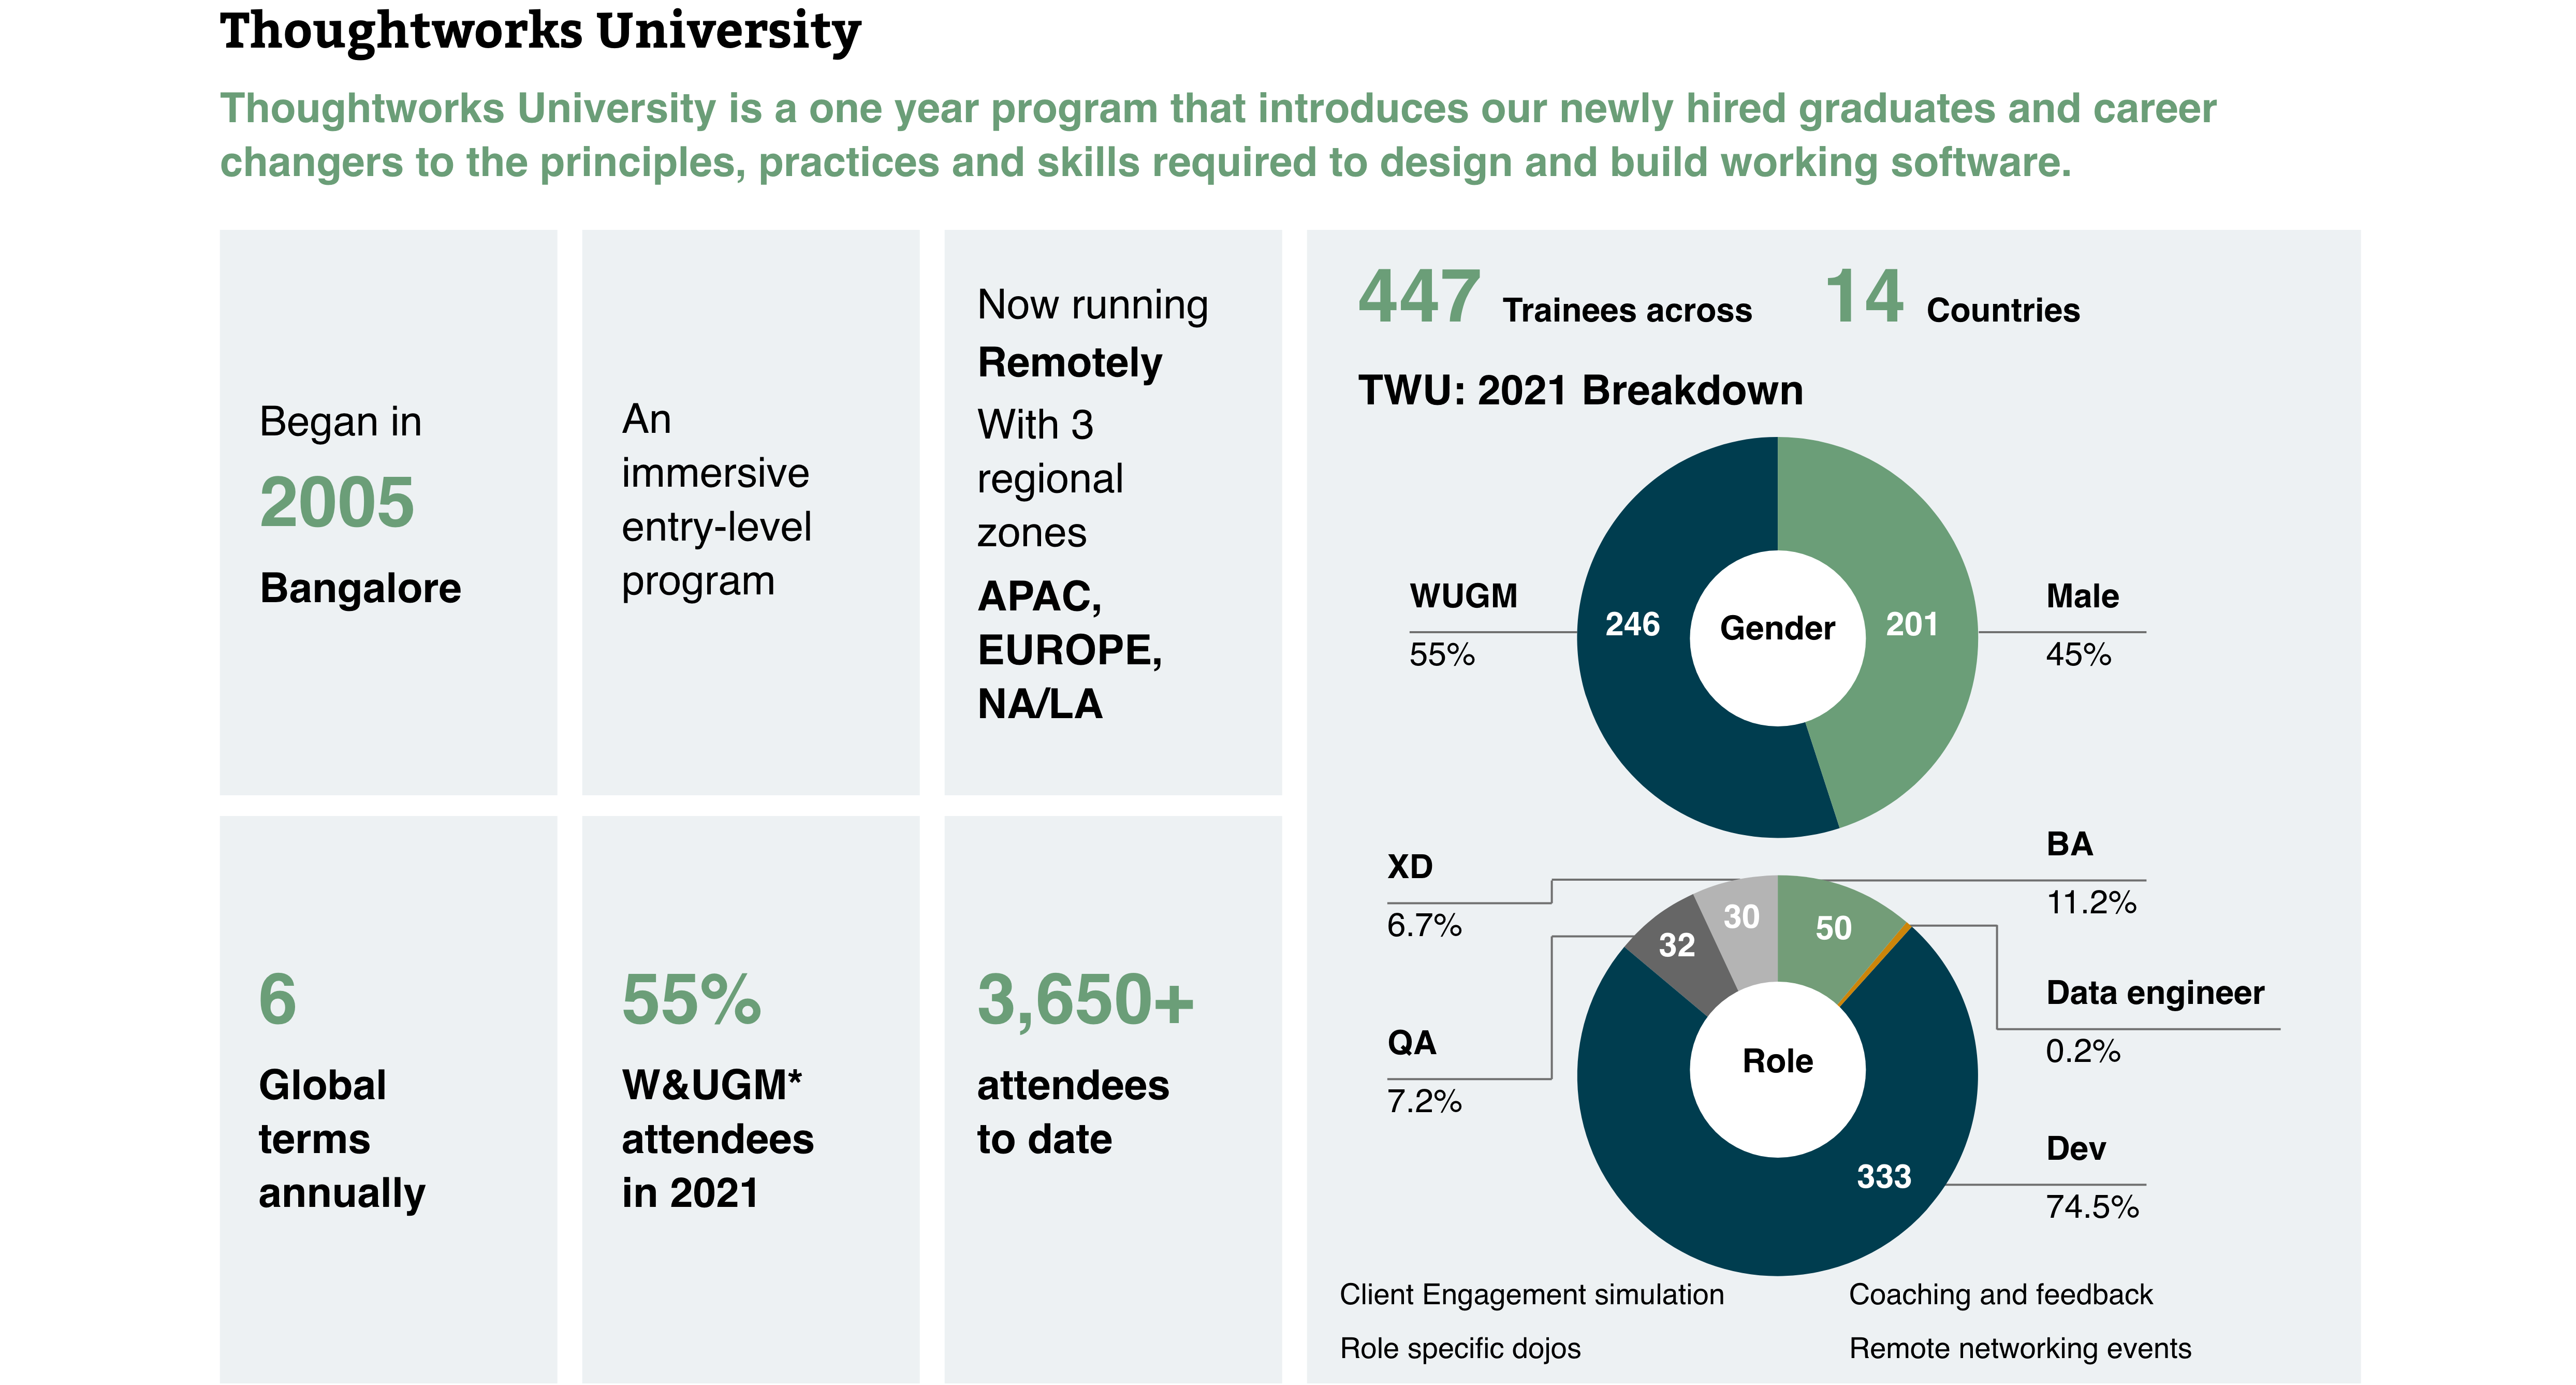 Thoughtworks University
Thoughtworks University is a one year program that introduces our newly hired graduates and career
changers to the principles, practices and skills required to design and build working software.
Began in
2005
Bangalore
An
immersive
entry-level
program
Now running
Remotely
With 3
regional
zones
APAC,
EUROPE,
NA/LA
6
Global
terms
annually
55%
W&UGM*
attendees
in 2021
3,650+
attendees
to date
447 Trainees across 14 Countries
TWU: 2021 Breakdown
WUGM
55%
246
Gender
201
Male
45%
XD
6.7%
30
50
BA
11.2%
32
QA
7.2%
Role
Data engineer
0.2%
333
Dev
74.5%
Client Engagement simulation
Coaching and feedback
Role specific dojos
Remote networking events